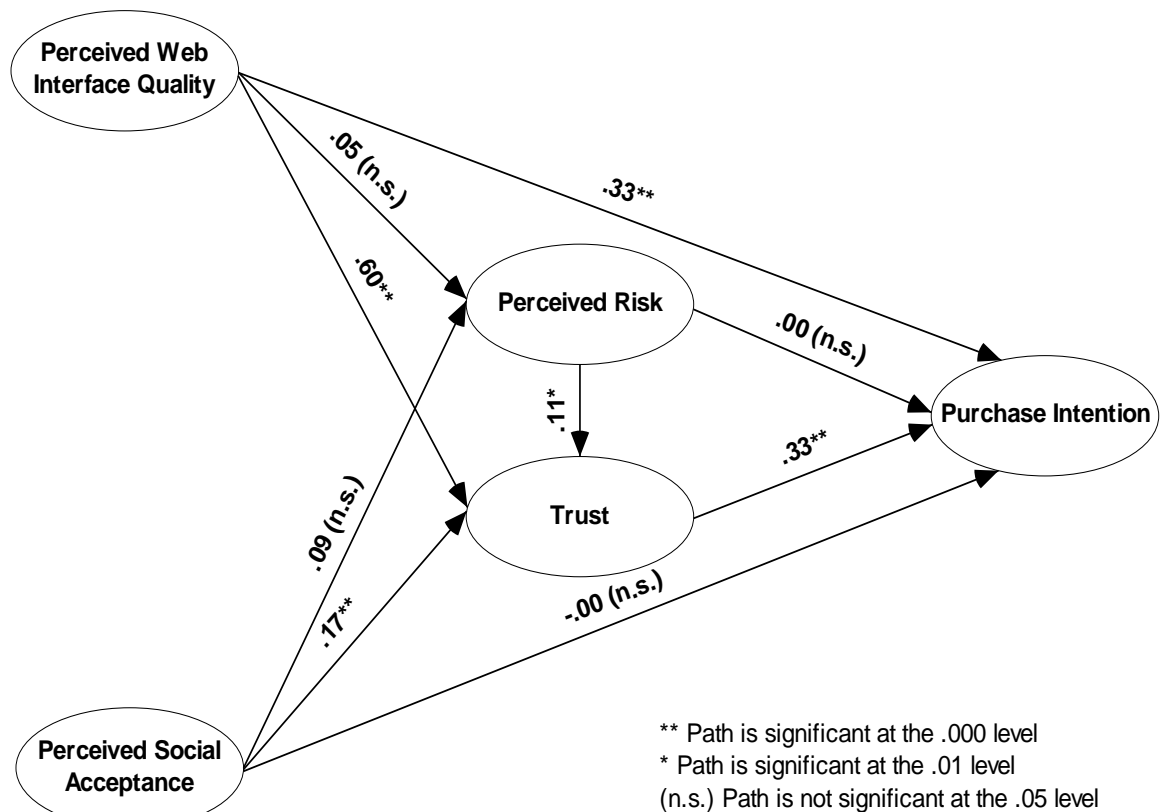 Perceived Web
Interface Quality
.05 (n.s.)
.33**
.60**
Perceived Risk
.00 (n.s.)
.11*
Purchase Intention
.33**
Trust
.09 (n.s.)
.17**
-.00 (n.s.)
Perceived Social
Acceptance
** Path is significant at the .000 level
* Path is significant at the .01 level
(n.s.) Path is not significant at the .05 level